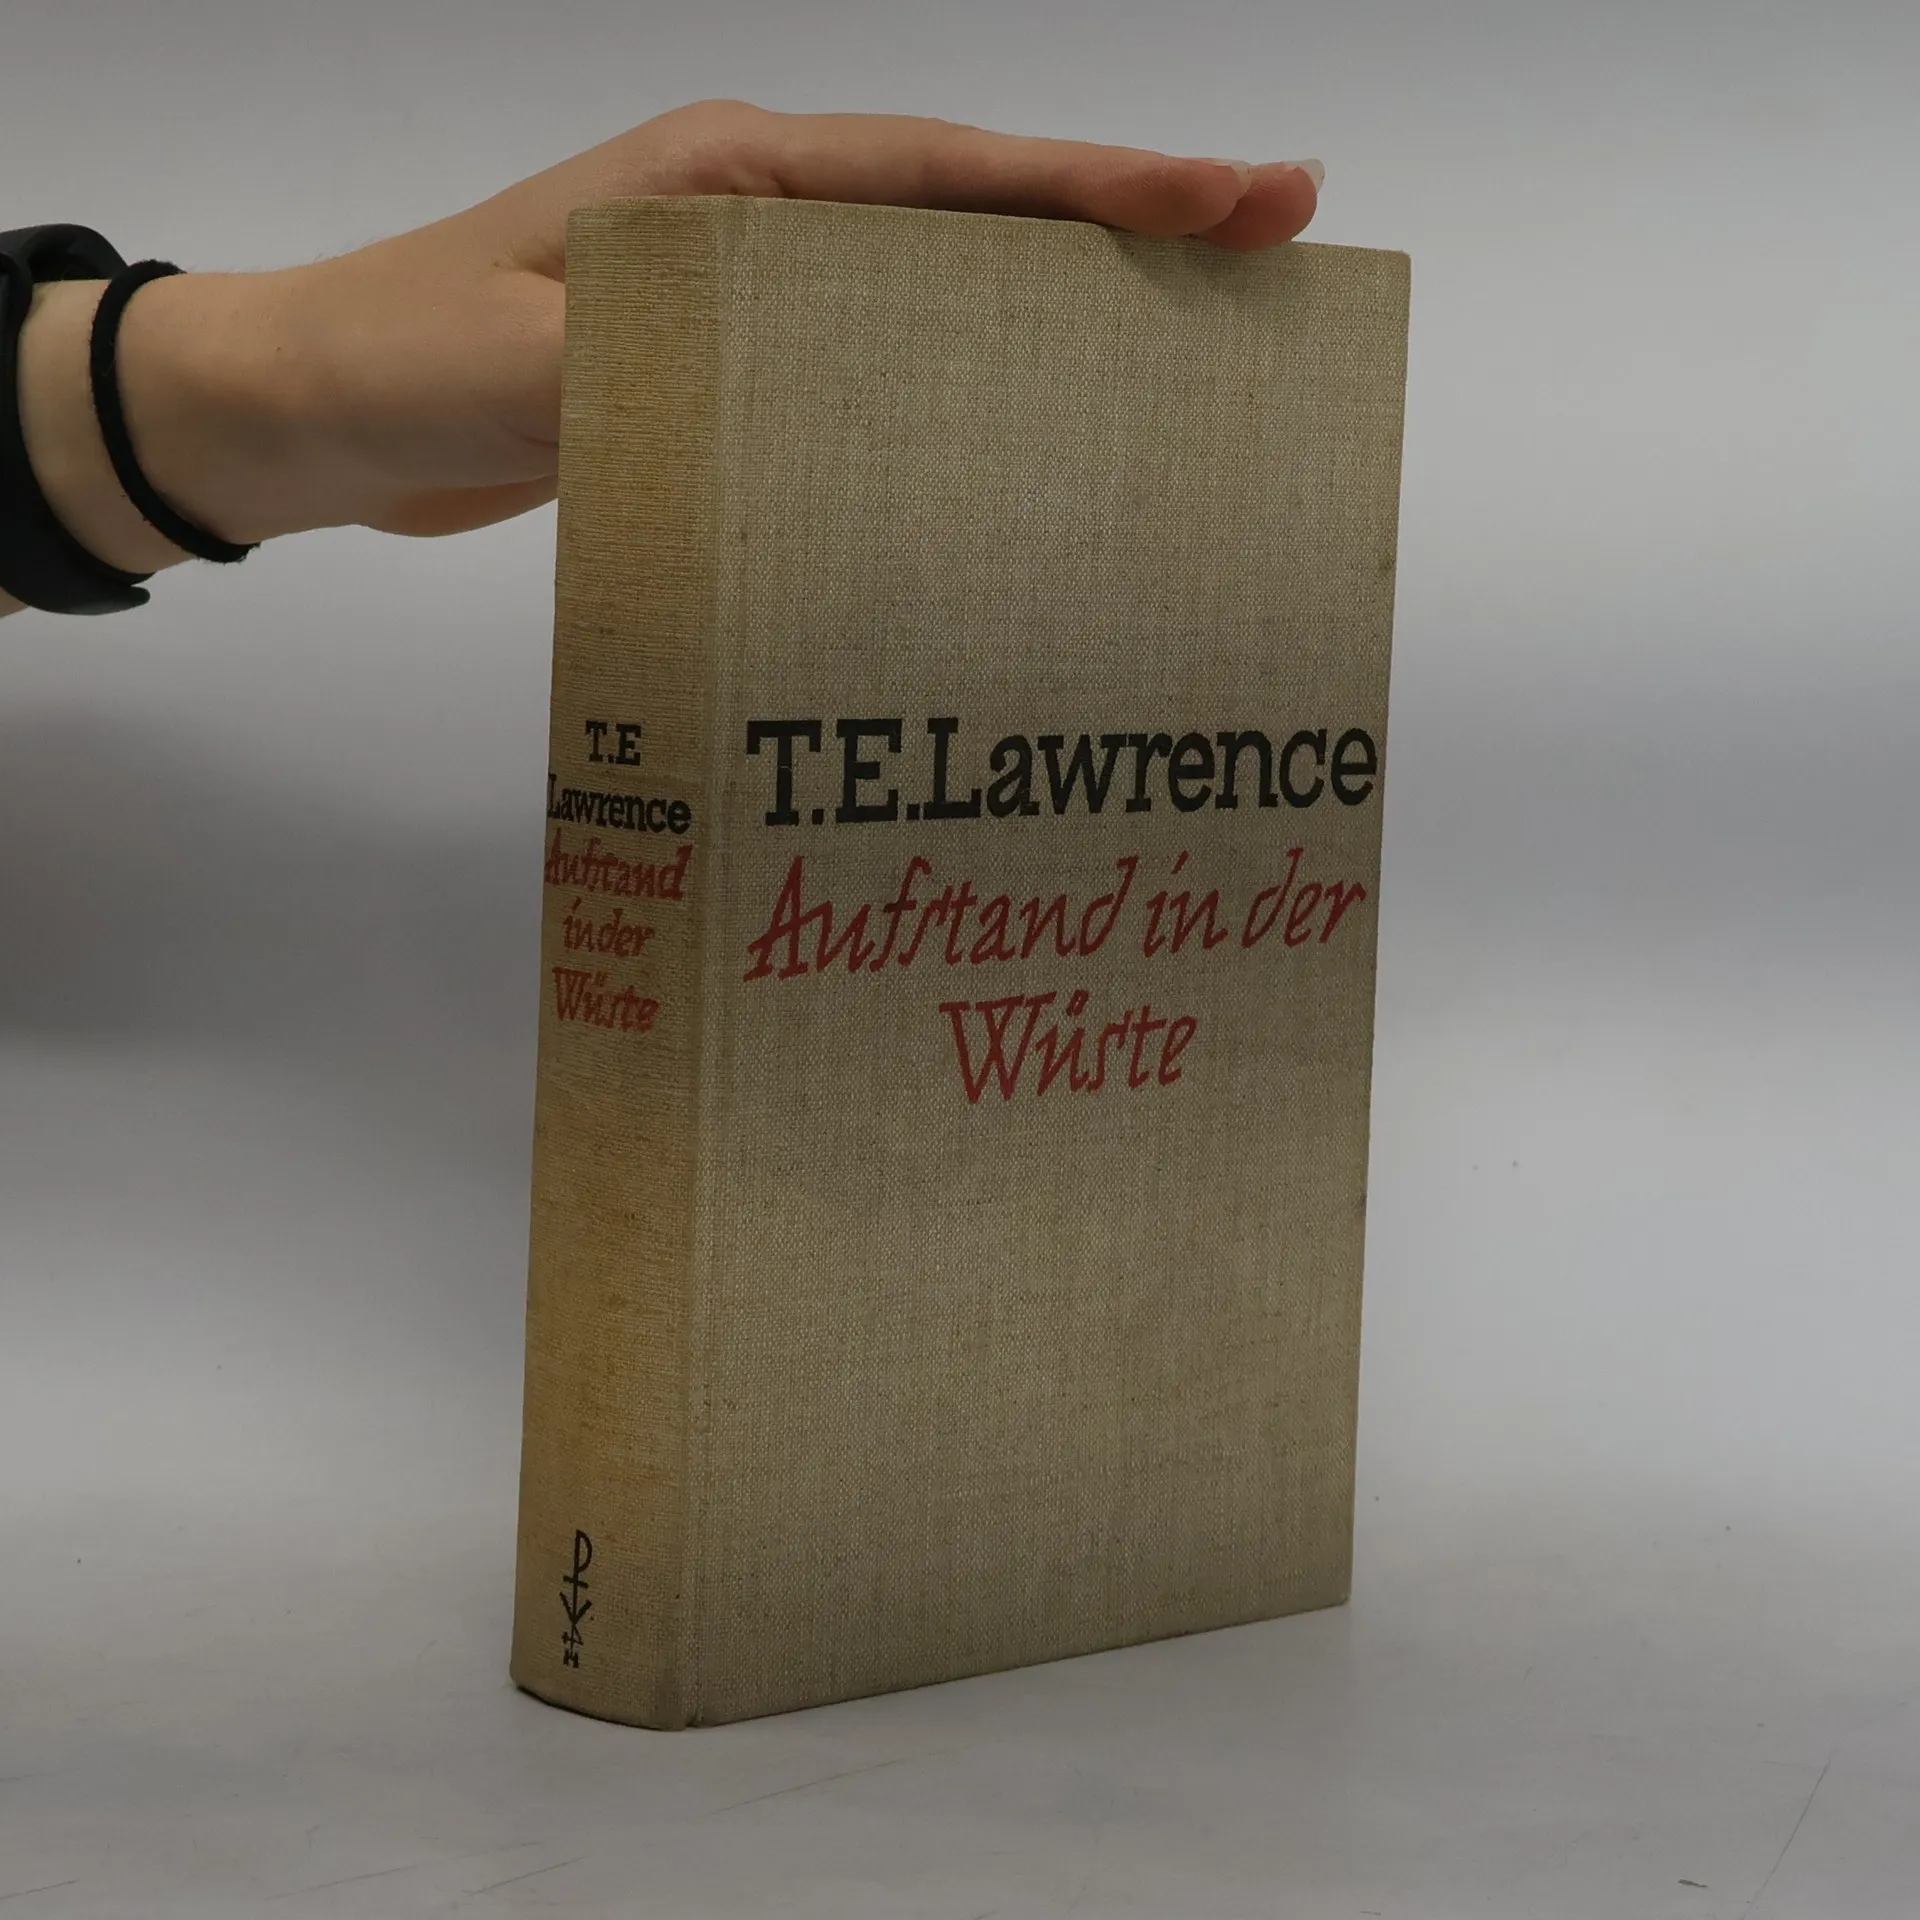 T.E
Lawrence
Aufstand
in der
Wüste
T.E.Lawrence
Aufstand in der
Wüste